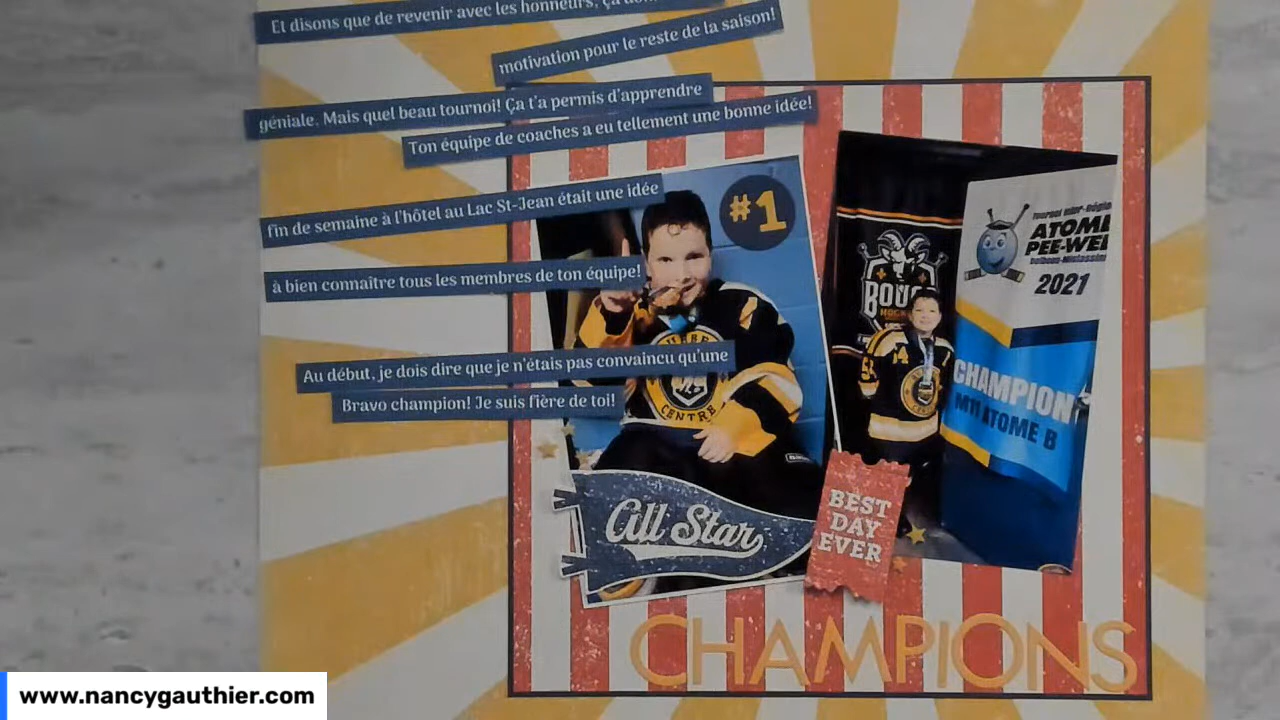 Et disons que de revenir avec les honneurs, ça
motivation pour le reste de la saison!
géniale. Mais quel beau tournoi! Ça t'a permis d'apprendre
Ton équipe de coaches a eu tellement une bonne idée!
fin de semaine à l'hôtel au Lac St-Jean était une idée
à bien connaître tous les membres de ton équipe!
Au début, je dois dire que je n'étais pas convaincu qu'une
Bravo champion! Je suis fière de toi!
#1
CENTRE
All Star
BEST
DAY
EVER
BOUC
ATOME
PEE-WEE
2021
CHAMPION
M11 ATOME B
CHAMPIONS
www.nancygauthier.com